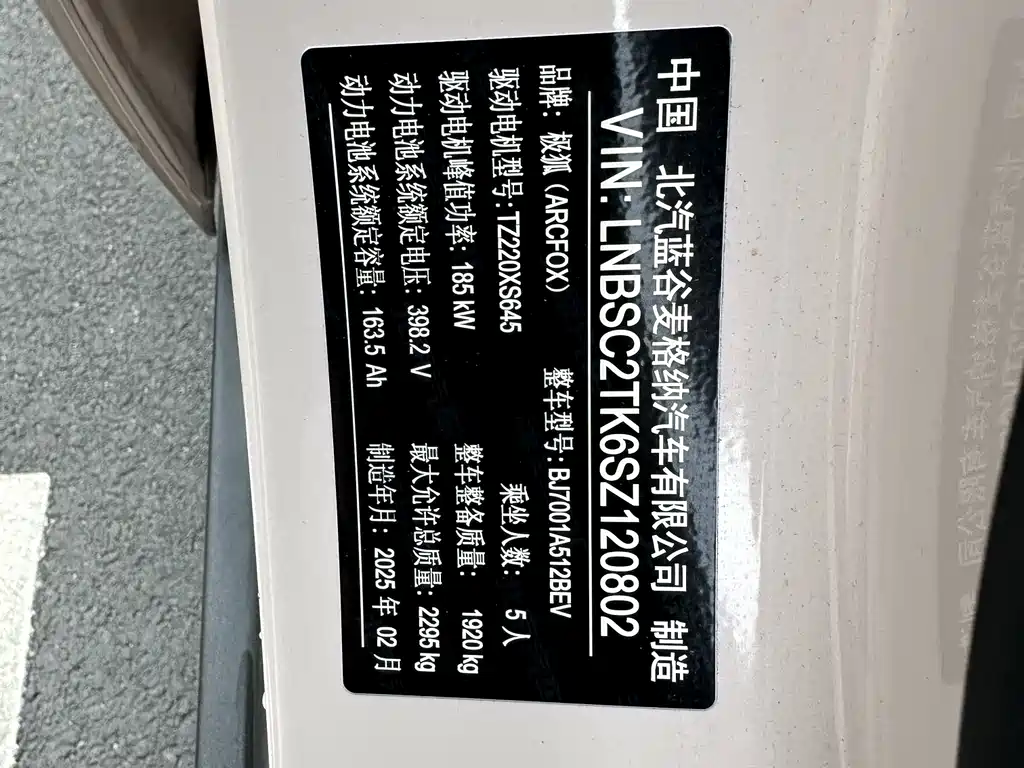 中国 北汽蓝谷麦格纳汽车有限公司 制造
VIN: LNBSC2TK6SZ120802
品牌: 极狐 (ARCFOX) 整车型号: BJ7001A512BEV
驱动电机型号: TZ220XS645 乘坐人数: 5 人
驱动电机峰值功率: 185 kW 整车整备质量: 1920 kg
动力电池系统额定电压: 398.2 V 最大允许总质量: 2295 kg
动力电池系统额定容量: 163.5 Ah 制造年月: 2025 年 02 月